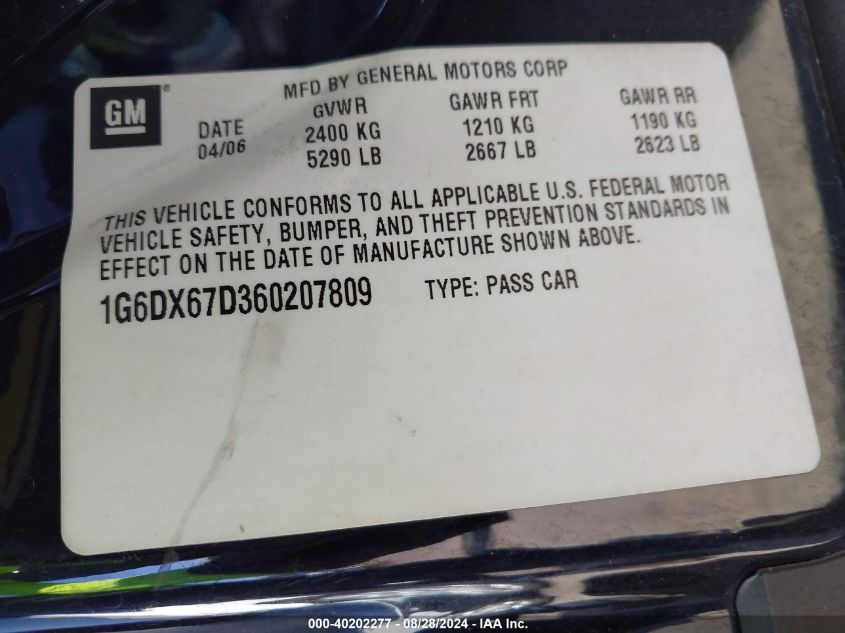 GM®
MFD BY GENERAL MOTORS CORP
DATE GVWR GAWR FRT GAWR RR
04/06 2400 KG 1210 KG 1190 KG
5290 LB 2667 LB 2623 LB
THIS VEHICLE CONFORMS TO ALL APPLICABLE U.S. FEDERAL MOTOR
VEHICLE SAFETY, BUMPER, AND THEFT PREVENTION STANDARDS IN
EFFECT ON THE DATE OF MANUFACTURE SHOWN ABOVE.
1G6DX67D360207809 TYPE: PASS CAR
000-40202277 - 08/28/2024 - IAA Inc.